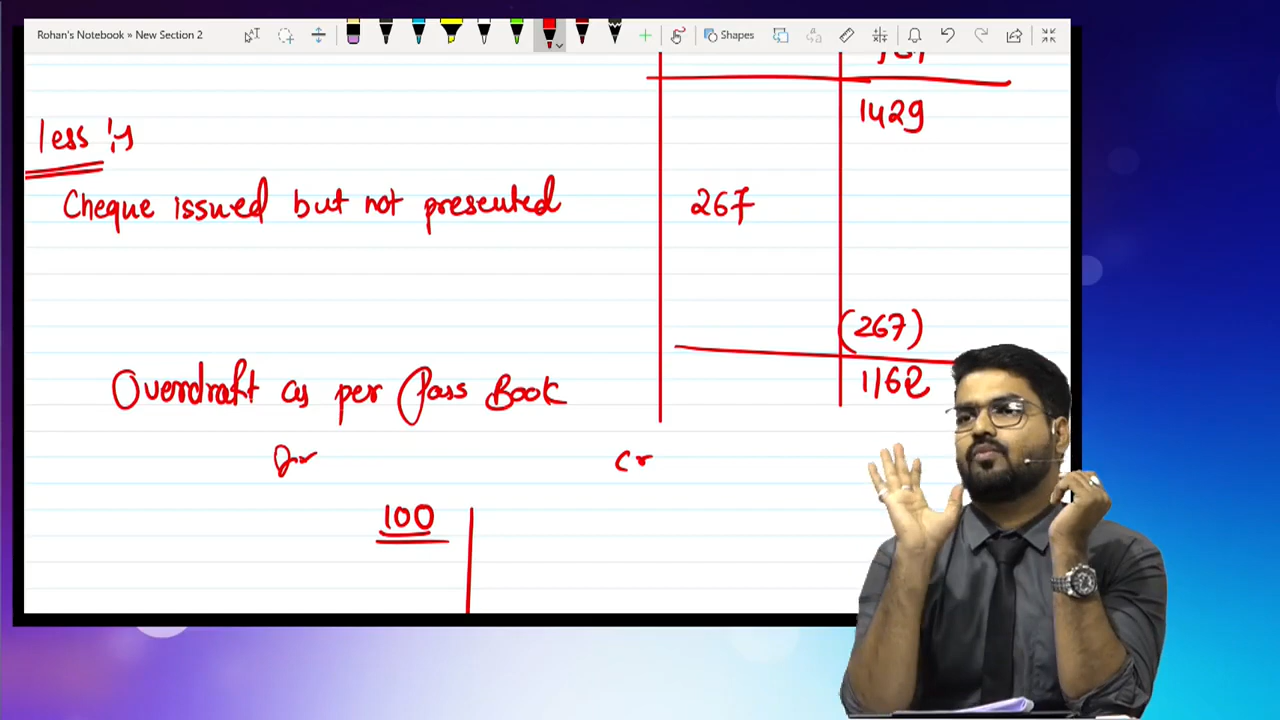 Rohan's Notebook » New Section 2
Shapes
1429
less :-
Cheque issued but not presented 267
(267)
Overdraft as per Pass Book 1162
Dr Cr
100